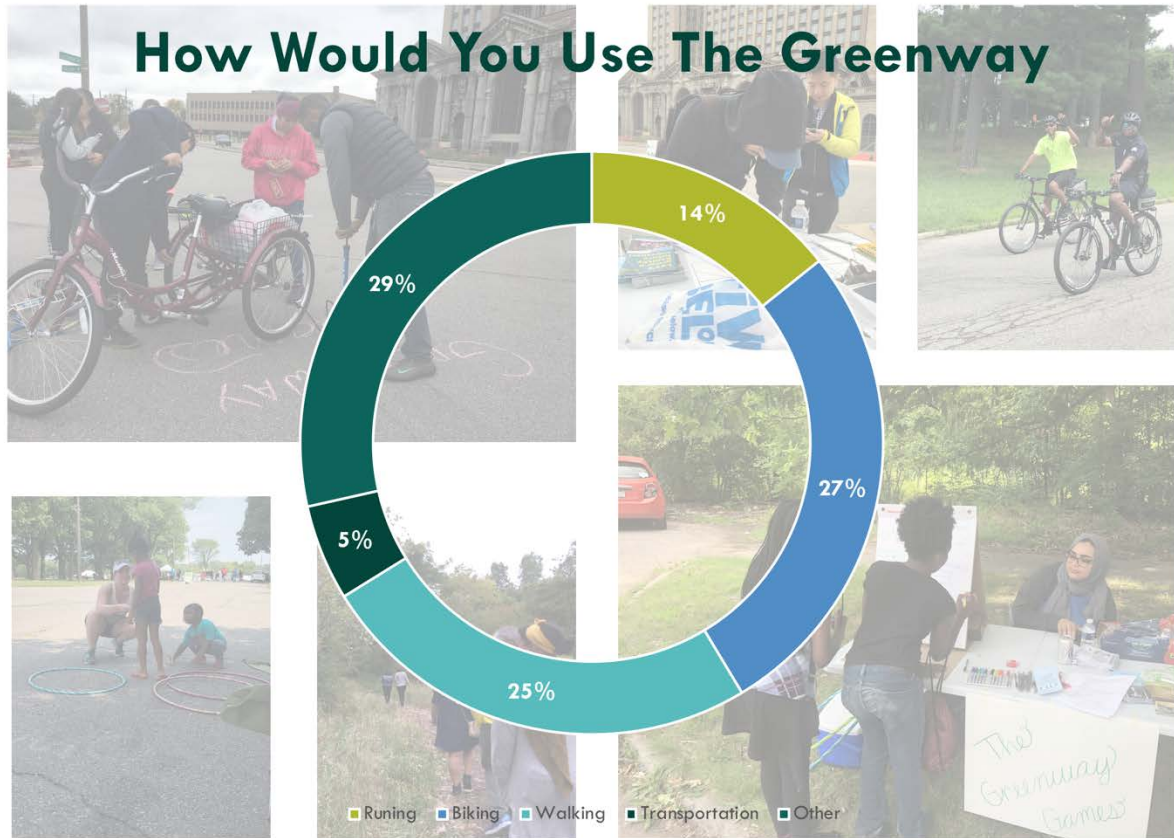 How Would You Use The Greenway
14%
29%
27%
5%
25%
The
Greenway
Games
Runing Biking Walking Transportation Other